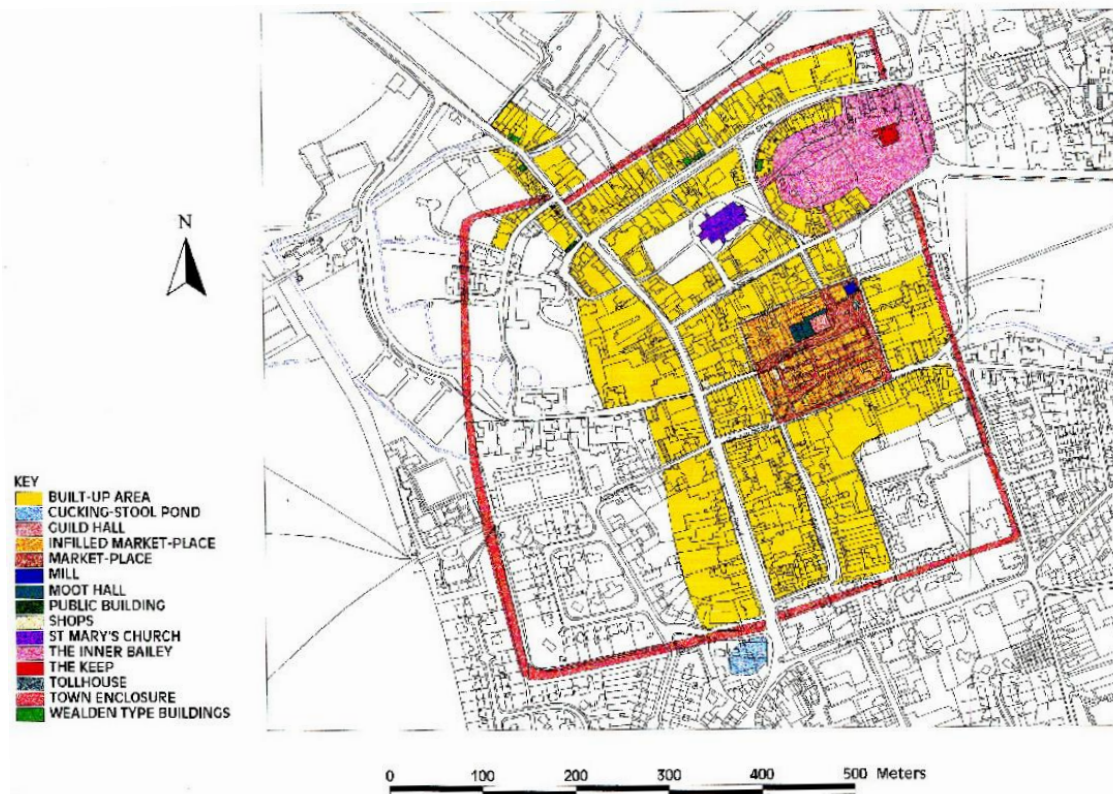 N
KEY
BUILT-UP AREA
CUCKING-STOOL POND
GUILD HALL
INFILLED MARKET-PLACE
MARKET-PLACE
MILL
MOOT HALL
PUBLIC BUILDING
SHOPS
ST MARY'S CHURCH
THE INNER BAILEY
THE KEEP
TOLLHOUSE
TOWN ENCLOSURE
WEALDEN TYPE BUILDINGS
0 100 200 300 400 500 Meters